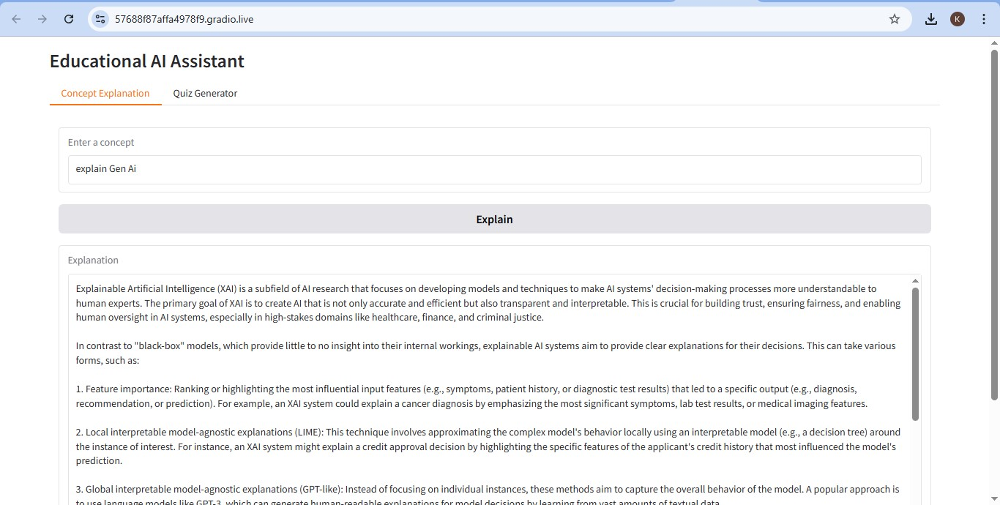 57688f87affa4978f9.gradio.live
K
Educational AI Assistant
Concept Explanation
Quiz Generator
Enter a concept
explain Gen Ai
Explain
Explanation
Explainable Artificial Intelligence (XAI) is a subfield of AI research that focuses on developing models and techniques to make AI systems' decision-making processes more understandable to
human experts. The primary goal of XAI is to create AI that is not only accurate and efficient but also transparent and interpretable. This is crucial for building trust, ensuring fairness, and enabling
human oversight in AI systems, especially in high-stakes domains like healthcare, finance, and criminal justice.
In contrast to "black-box" models, which provide little to no insight into their internal workings, explainable AI systems aim to provide clear explanations for their decisions. This can take various
forms, such as:
1. Feature importance: Ranking or highlighting the most influential input features (e.g., symptoms, patient history, or diagnostic test results) that led to a specific output (e.g., diagnosis,
recommendation, or prediction). For example, an XAI system could explain a cancer diagnosis by emphasizing the most significant symptoms, lab test results, or medical imaging features.
2. Local interpretable model-agnostic explanations (LIME): This technique involves approximating the complex model's behavior locally using an interpretable model (e.g., a decision tree) around
the instance of interest. For instance, an XAI system might explain a credit approval decision by highlighting the specific features of the applicant's credit history that most influenced the model's
prediction.
3. Global interpretable model-agnostic explanations (GPT-like): Instead of focusing on individual instances, these methods aim to capture the overall behavior of the model. A popular approach is
to use language models like GPT-3, which can generate human-readable explanations for model decisions by learning from vast amounts of textual data.